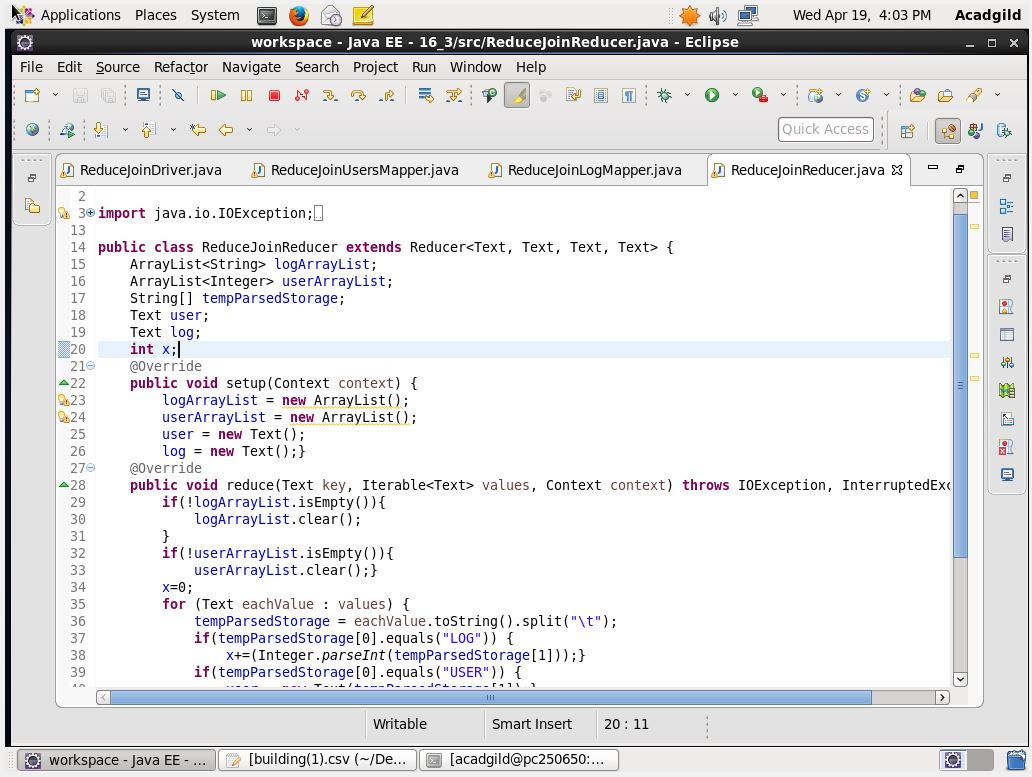 Applications Places System Wed Apr 19, 4:03 PM Acadgild
workspace - Java EE - 16_3/src/ReduceJoinReducer.java - Eclipse
File Edit Source Refactor Navigate Search Project Run Window Help
Quick Access
ReduceJoinDriver.java ReduceJoinUsersMapper.java ReduceJoinLogMapper.java ReduceJoinReducer.java
2
3 import java.io.IOException;
13
14 public class ReduceJoinReducer extends Reducer<Text, Text, Text, Text> {
15 ArrayList<String> logArrayList;
16 ArrayList<Integer> userArrayList;
17 String[] tempParsedStorage;
18 Text user;
19 Text log;
20 int x;
21 @Override
22 public void setup(Context context) {
23 logArrayList = new ArrayList();
24 userArrayList = new ArrayList();
25 user = new Text();
26 log = new Text();}
27 @Override
28 public void reduce(Text key, Iterable<Text> values, Context context) throws IOException, InterruptedExc
29 if(!logArrayList.isEmpty()){
30 logArrayList.clear();
31 }
32 if(!userArrayList.isEmpty()){
33 userArrayList.clear();}
34 x=0;
35 for (Text eachValue : values) {
36 tempParsedStorage = eachValue.toString().split("\t");
37 if(tempParsedStorage[0].equals("LOG")) {
38 x+=(Integer.parseInt(tempParsedStorage[1]));}
39 if(tempParsedStorage[0].equals("USER")) {
Writable Smart Insert 20 : 11
workspace - Java EE - ... [building(1).csv (~/De... [acadgild@pc250650:...